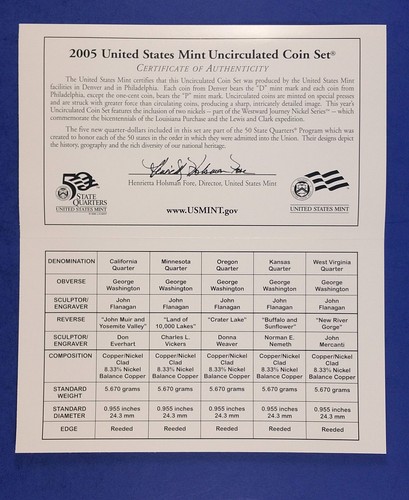 2005 United States Mint Uncirculated Coin Set®
CERTIFICATE OF AUTHENTICITY
The United States Mint certifies that this Uncirculated Coin Set was produced by the United States Mint
facilities in Denver and in Philadelphia. Each coin from Denver bears the "D" mint mark and each coin from
Philadelphia, except the one-cent coin, bears the "P" mint mark. Uncirculated coins are minted on special presses
and are struck with greater force than circulating coins, producing a sharp, intricately detailed image. This year's
Uncirculated Coin Set features the inclusion of two nickels – part of the Westward Journey Nickel Series™ – which
commemorate the bicentennials of the Louisiana Purchase and the Lewis and Clark expedition.
The five new quarter-dollars included in this set are part of the 50 State Quarters® Program which was
created to honor each of the 50 states in the order in which they were admitted into the Union. Their designs depict
the history, geography and the rich diversity of our national heritage.
50
STATE
QUARTERS
UNITED STATES MINT
Henrietta Holsman Fore
Henrietta Holsman Fore, Director, United States Mint
www.USMINT.gov
UNITED STATES MINT
DENOMINATION California Quarter Minnesota Quarter Oregon Quarter Kansas Quarter West Virginia Quarter
OBVERSE George Washington George Washington George Washington George Washington George Washington
SCULPTOR/ENGRAVER John Flanagan John Flanagan John Flanagan John Flanagan John Flanagan
REVERSE "John Muir and Yosemite Valley" "Land of 10,000 Lakes" "Crater Lake" "Buffalo and Sunflower" "New River Gorge"
SCULPTOR/ENGRAVER Don Everhart Charles L. Vickers Donna Weaver Norman E. Nemeth John Mercanti
COMPOSITION Copper/Nickel Clad 8.33% Nickel Balance Copper Copper/Nickel Clad 8.33% Nickel Balance Copper Copper/Nickel Clad 8.33% Nickel Balance Copper Copper/Nickel Clad 8.33% Nickel Balance Copper Copper/Nickel Clad 8.33% Nickel Balance Copper
STANDARD WEIGHT 5.670 grams 5.670 grams 5.670 grams 5.670 grams 5.670 grams
STANDARD DIAMETER 0.955 inches 24.3 mm 0.955 inches 24.3 mm 0.955 inches 24.3 mm 0.955 inches 24.3 mm 0.955 inches 24.3 mm
EDGE Reeded Reeded Reeded Reeded Reeded